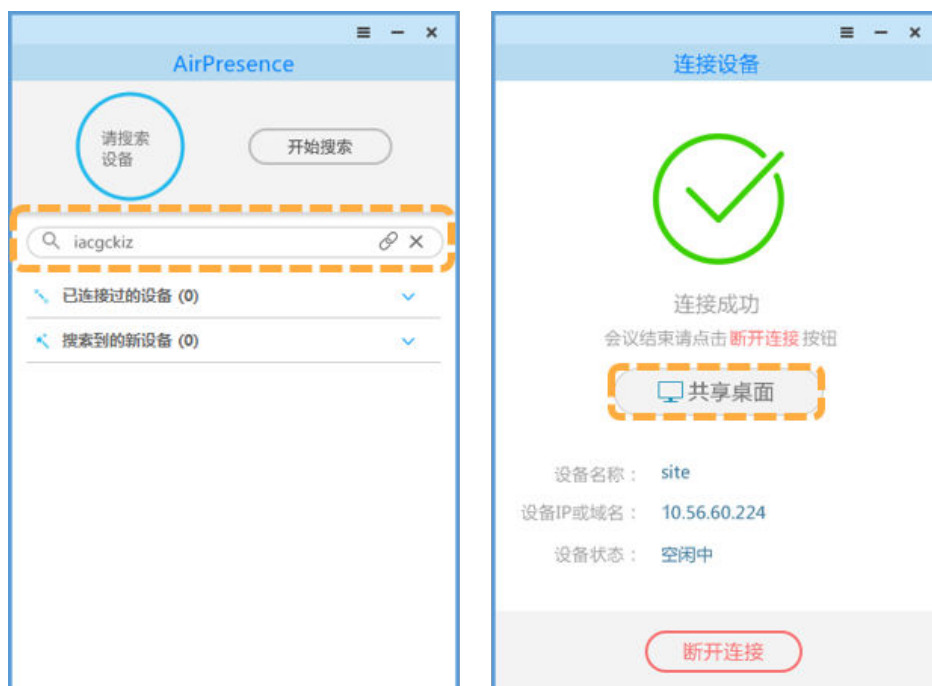 AirPresence
请搜索
设备
开始搜索
iacgckiz
已连接过的设备 (0)
搜索到的新设备 (0)
连接设备
连接成功
会议结束请点击 断开连接 按钮
共享桌面
设备名称： site
设备IP或域名： 10.56.60.224
设备状态： 空闲中
断开连接